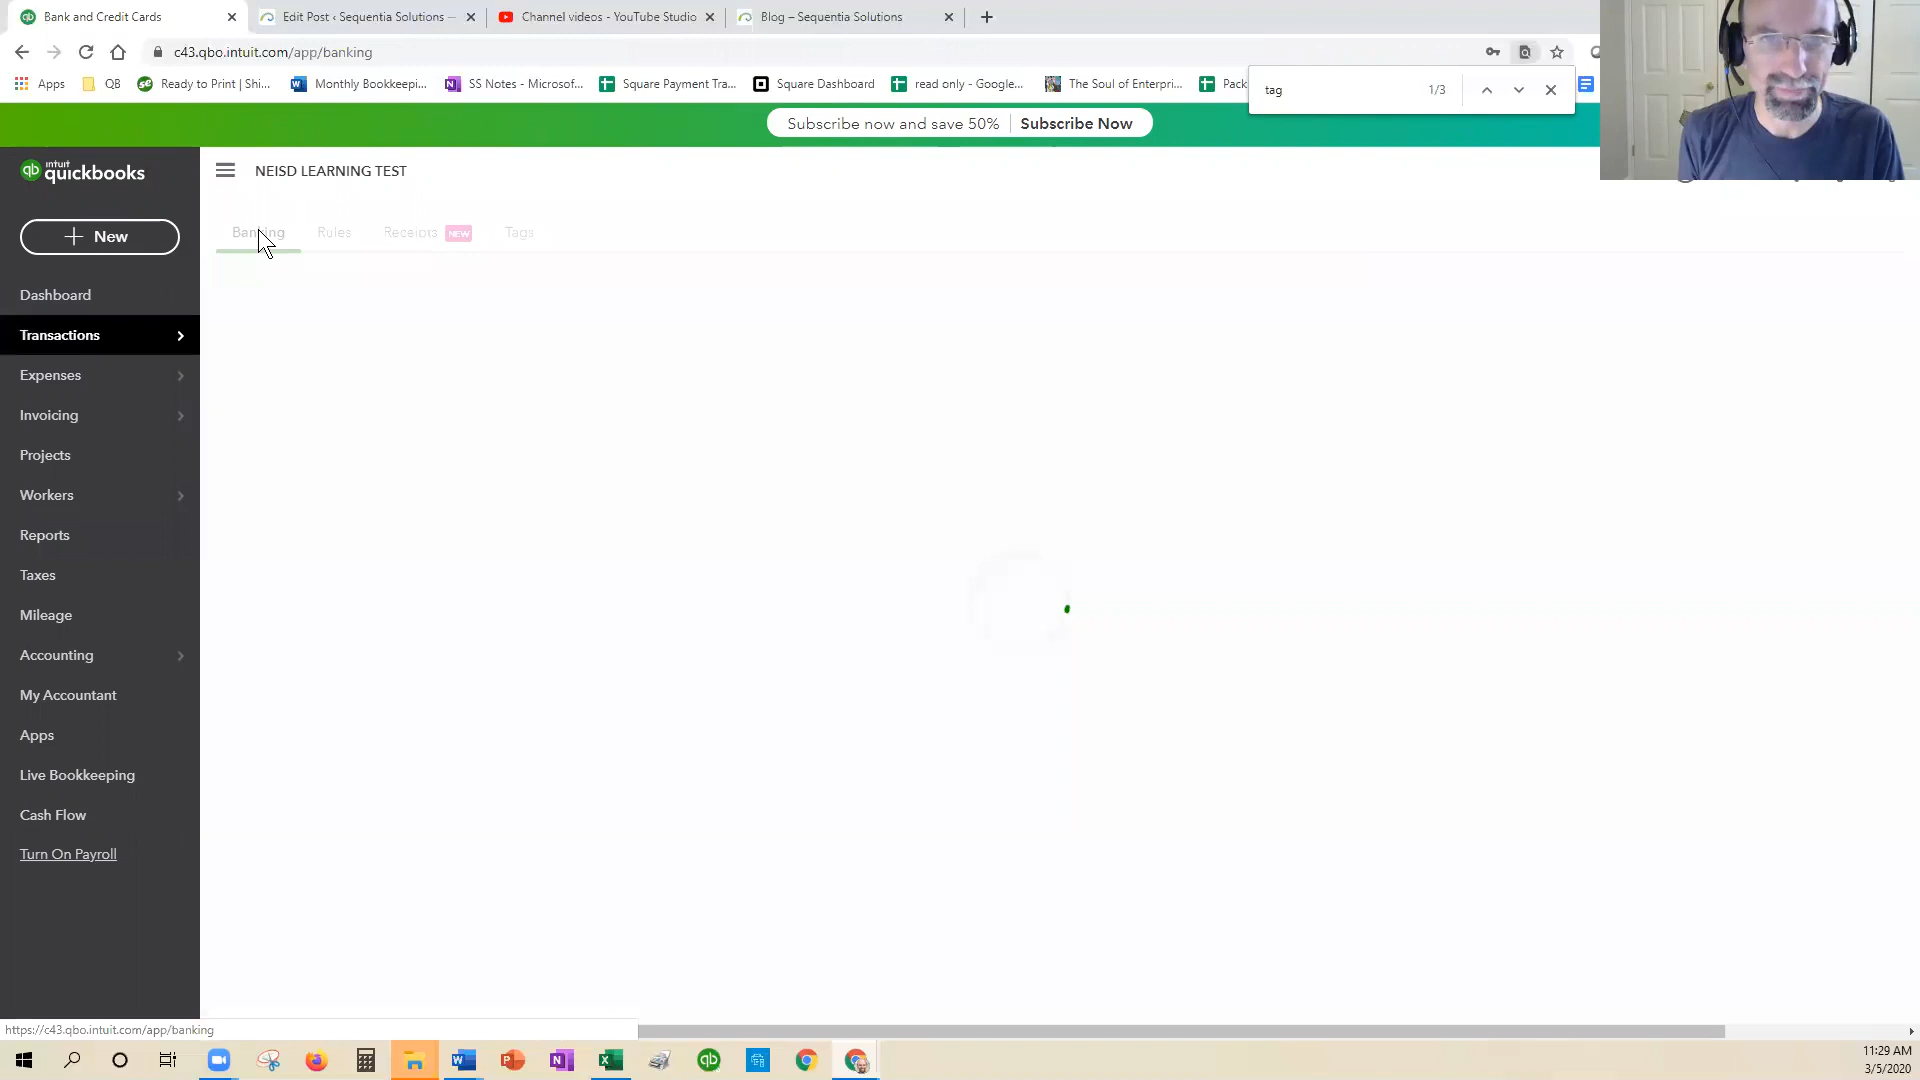 Bank and Credit Cards
Edit Post ‹ Sequentia Solutions —
Channel videos - YouTube Studio
Blog – Sequentia Solutions
c43.qbo.intuit.com/app/banking
Apps
QB
Ready to Print | Shi...
Monthly Bookkeepi...
SS Notes - Microsof...
Square Payment Tra...
Square Dashboard
read only - Google...
The Soul of Enterpri...
Pack
tag
1/3
Subscribe now and save 50%
Subscribe Now
qb
intuit
quickbooks
NEISD LEARNING TEST
New
Banking
Rules
Receipts
NEW
Tags
Dashboard
Transactions
Expenses
Invoicing
Projects
Workers
Reports
Taxes
Mileage
Accounting
My Accountant
Apps
Live Bookkeeping
Cash Flow
Turn On Payroll
https://c43.qbo.intuit.com/app/banking
11:29 AM
3/5/2020